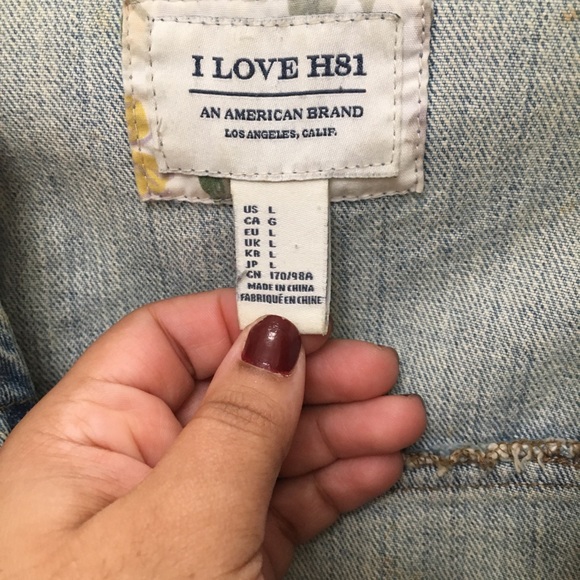 I LOVE H81
AN AMERICAN BRAND
LOS ANGELES, CALIF.
US L
CA G
EU L
UK L
KR L
JP L
CN 170/98A
MADE IN CHINA
FABRIQUÉ EN CHINE